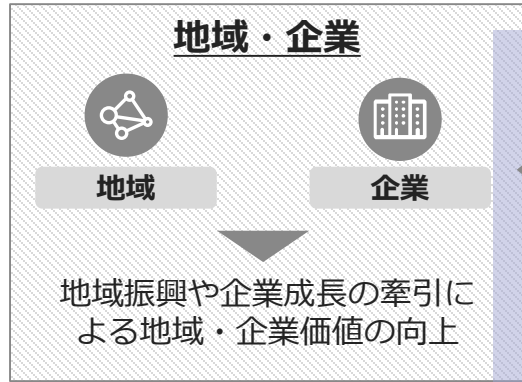 地域・企業
地域
企業
地域振興や企業成長の牽引に
よる地域・企業価値の向上